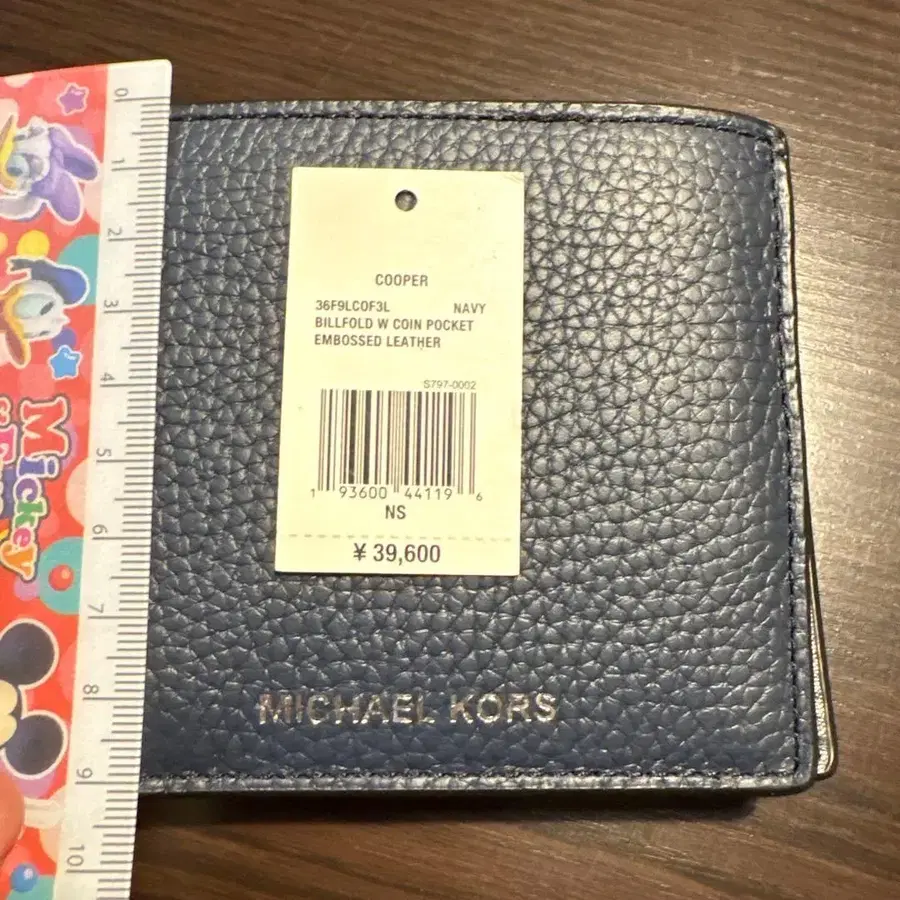 0
1
2
3
4
5
6
7
8
9
10
Mickey
COOPER
36F9LCOF3L NAVY
BILLFOLD W COIN POCKET
EMBOSSED LEATHER
S797-0002
1 93600 44119 6
NS
¥ 39,600
MICHAEL KORS